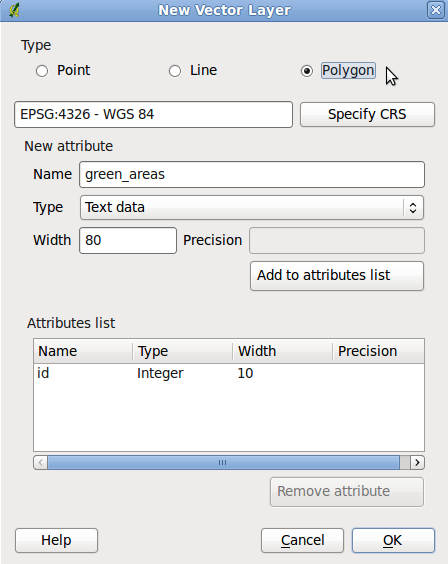 New Vector Layer
Type
Point Line Polygon
EPSG:4326 - WGS 84 Specify CRS
New attribute
Name green_areas
Type Text data
Width 80 Precision
Add to attributes list
Attributes list
Name Type Width Precision
id Integer 10
Remove attribute
Help Cancel OK